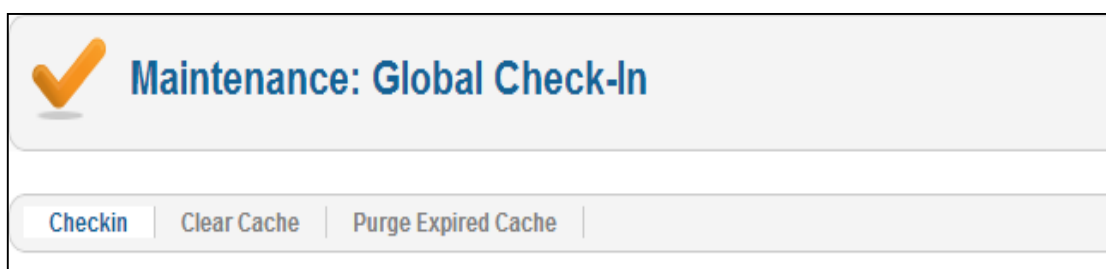 Maintenance: Global Check-In
Checkin Clear Cache Purge Expired Cache